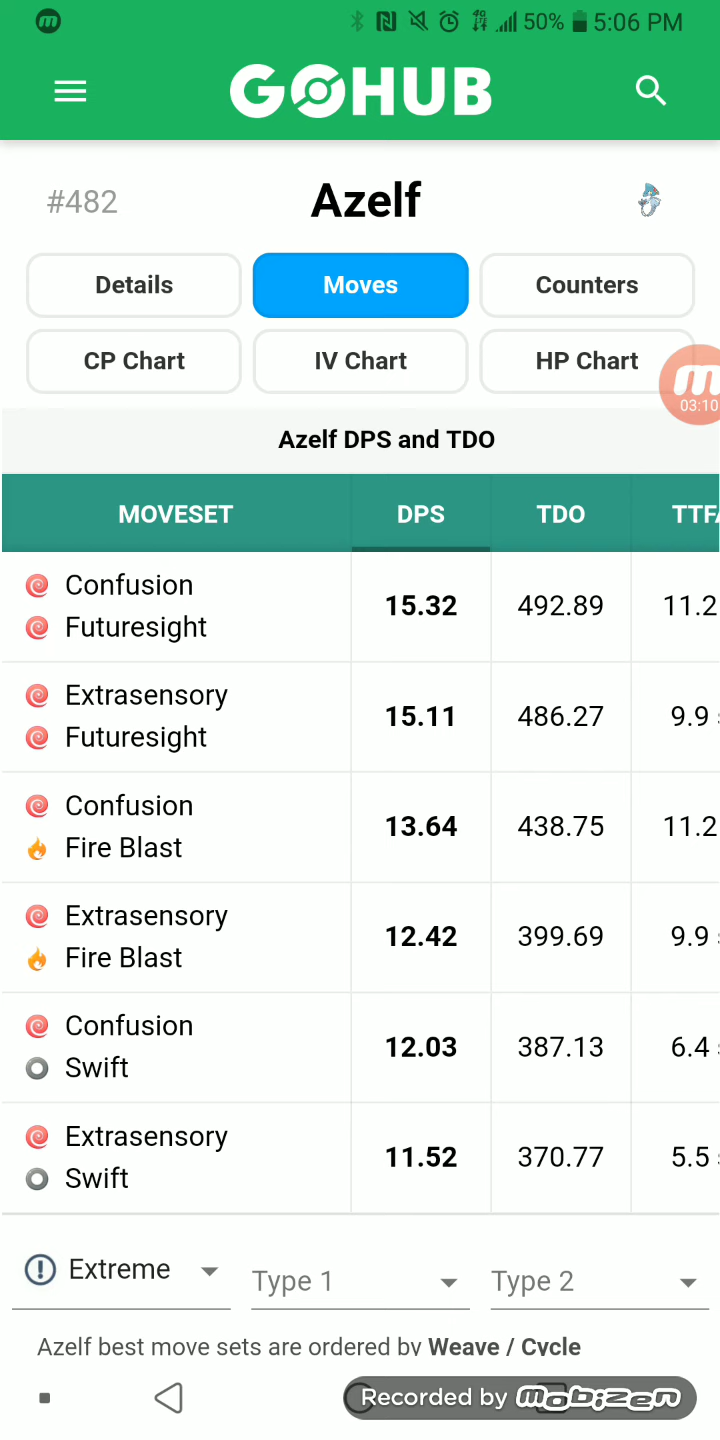 50% 5:06 PM
GOHUB
#482 Azelf
Details Moves Counters
CP Chart IV Chart HP Chart
03:10
Azelf DPS and TDO
MOVESET DPS TDO TTFA
Confusion
Futuresight
15.32 492.89 11.2
Extrasensory
Futuresight
15.11 486.27 9.9
Confusion
Fire Blast
13.64 438.75 11.2
Extrasensory
Fire Blast
12.42 399.69 9.9
Confusion
Swift
12.03 387.13 6.4
Extrasensory
Swift
11.52 370.77 5.5
Extreme Type 1 Type 2
Azelf best move sets are ordered by Weave / Cycle
Recorded by mobizen